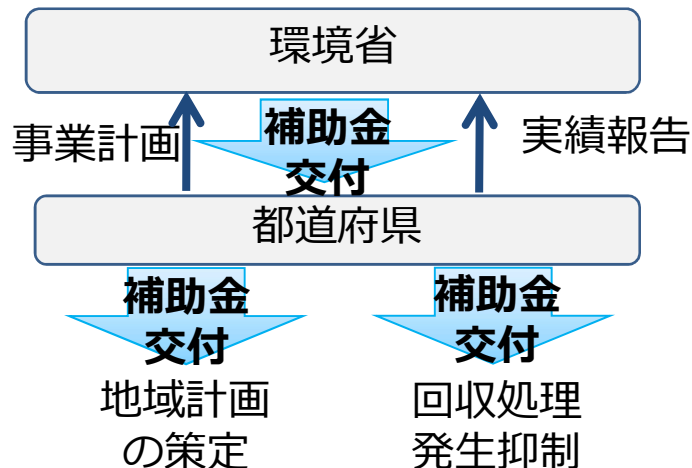 環境省
事業計画
補助金
交付
実績報告
都道府県
補助金
交付
補助金
交付
地域計画
の策定
回収処理
発生抑制